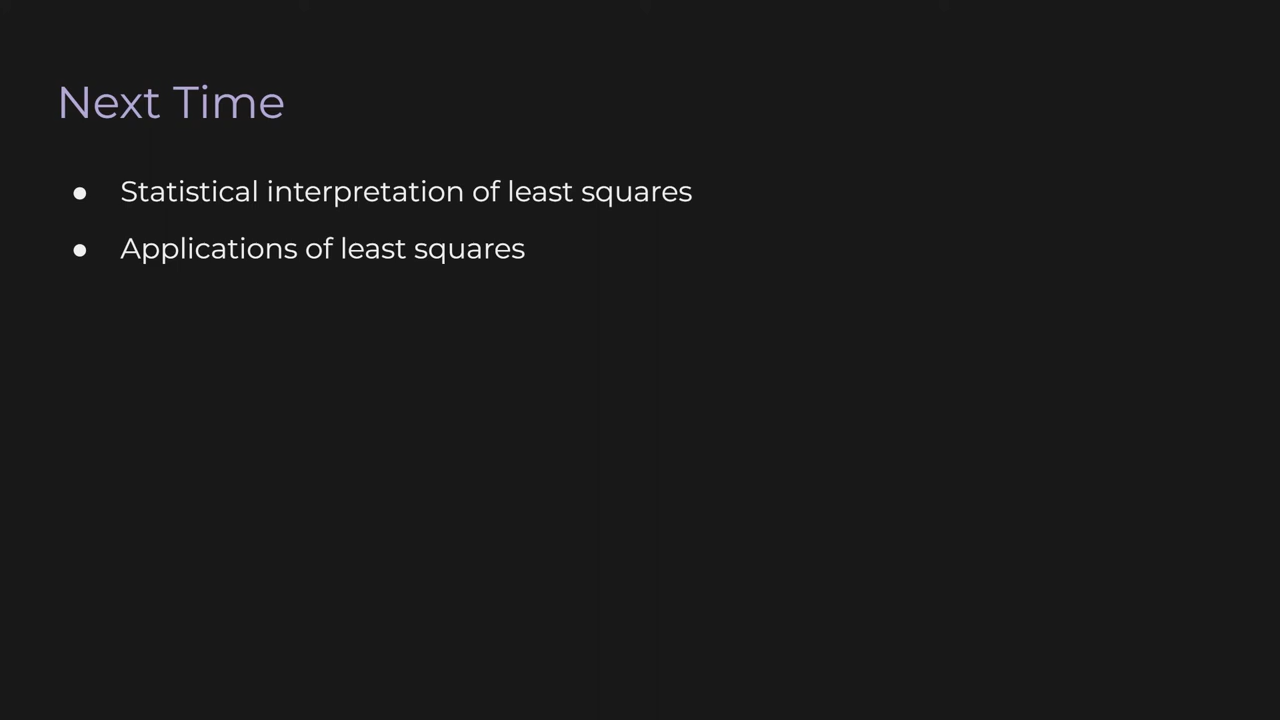 Next Time
● Statistical interpretation of least squares
● Applications of least squares